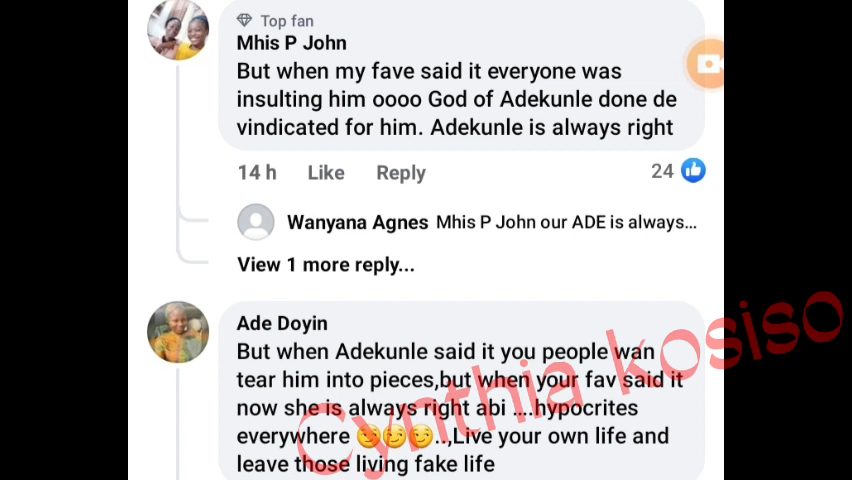 Top fan
Mhis P John
But when my fave said it everyone was
insulting him oooo God of Adekunle done de
vindicated for him. Adekunle is always right
14 h Like Reply 24
Wanyana Agnes Mhis P John our ADE is always...
View 1 more reply...
Ade Doyin
But when Adekunle said it you people wan
tear him into pieces,but when your fav said it
now she is always right abi ....hypocrites
everywhere 😏😏😏..,Live your own life and
leave those living fake life
Cynthia kosiso